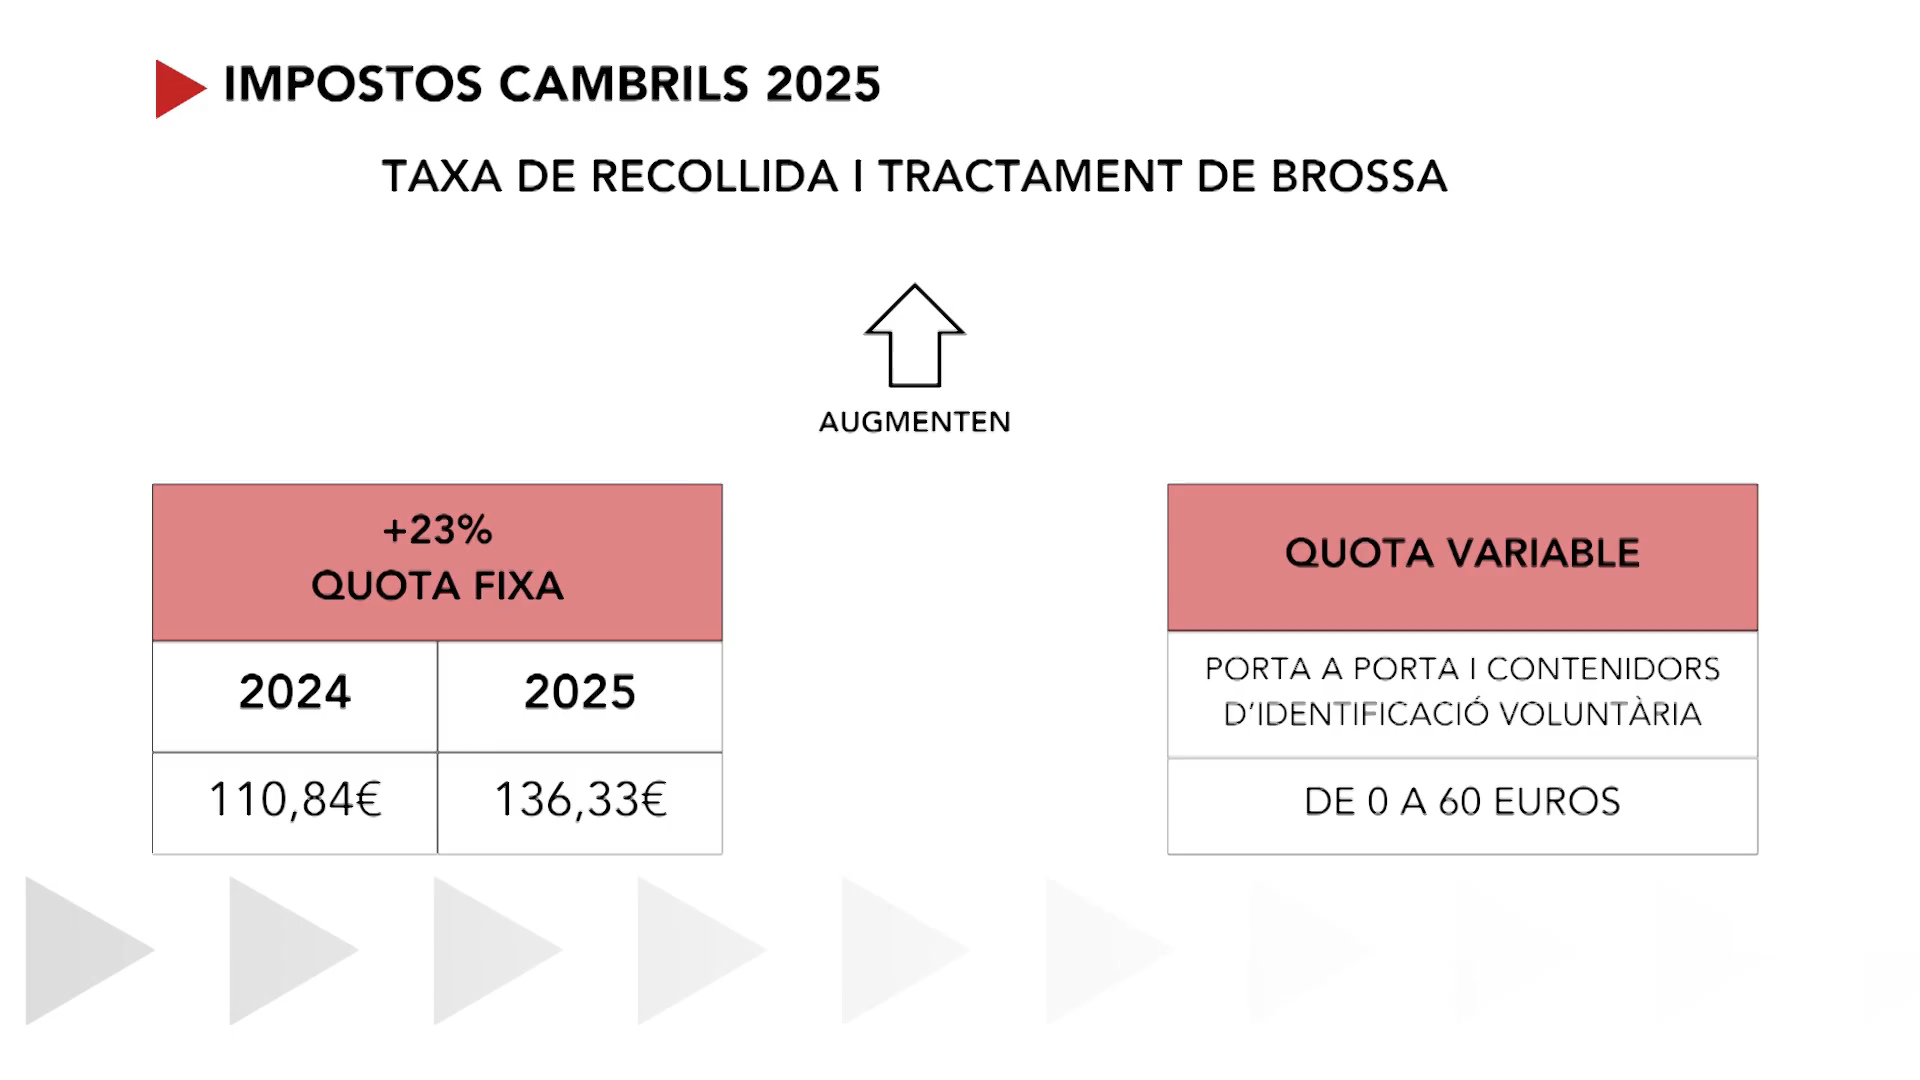 IMPOSTOS CAMBRILS 2025
TAXA DE RECOLLIDA I TRACTAMENT DE BROSSA
AUGMENTEN
+23%
QUOTA FIXA
2024
2025
110,84€
136,33€
QUOTA VARIABLE
PORTA A PORTA I CONTENIDORS
D'IDENTIFICACIÓ VOLUNTÀRIA
DE 0 A 60 EUROS